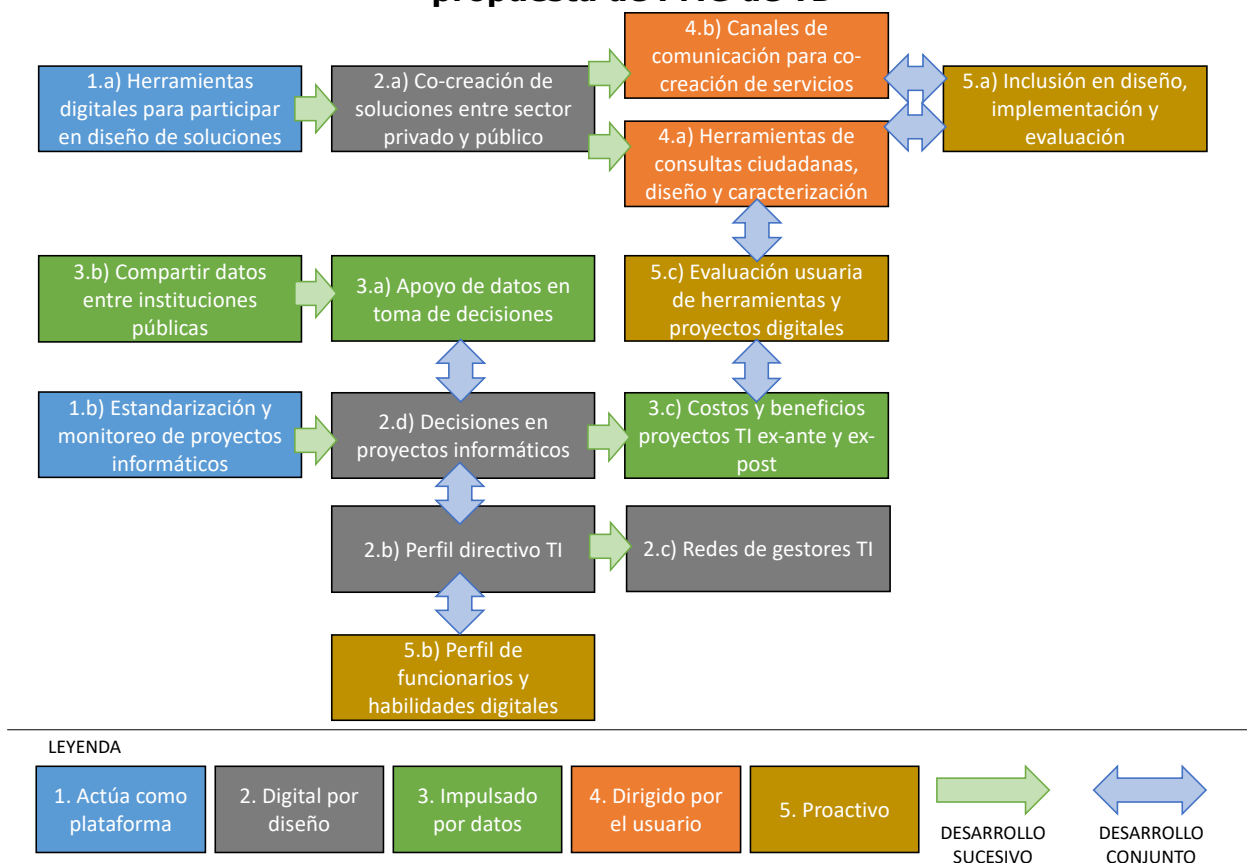 propuesta de
4.b) Canales de
comunicación para co-
creación de servicios
1.a) Herramientas
digitales para participar
en diseño de soluciones
2.a) Co-creación de
soluciones entre sector
privado y público
5.a) Inclusión en diseño,
implementación y
evaluación
4.a) Herramientas de
consultas ciudadanas,
diseño y caracterización
3.b) Compartir datos
entre instituciones
públicas
3.a) Apoyo de datos en
toma de decisiones
5.c) Evaluación usuaria
de herramientas y
proyectos digitales
1.b) Estandarización y
monitoreo de proyectos
informáticos
2.d) Decisiones en
proyectos informáticos
3.c) Costos y beneficios
proyectos TI ex-ante y ex-
post
2.b) Perfil directivo TI
2.c) Redes de gestores TI
5.b) Perfil de
funcionarios y
habilidades digitales
LEYENDA
1. Actúa como
plataforma
2. Digital por
diseño
3. Impulsado
por datos
4. Dirigido por
el usuario
5. Proactivo
DESARROLLO
SUCESIVO
DESARROLLO
CONJUNTO